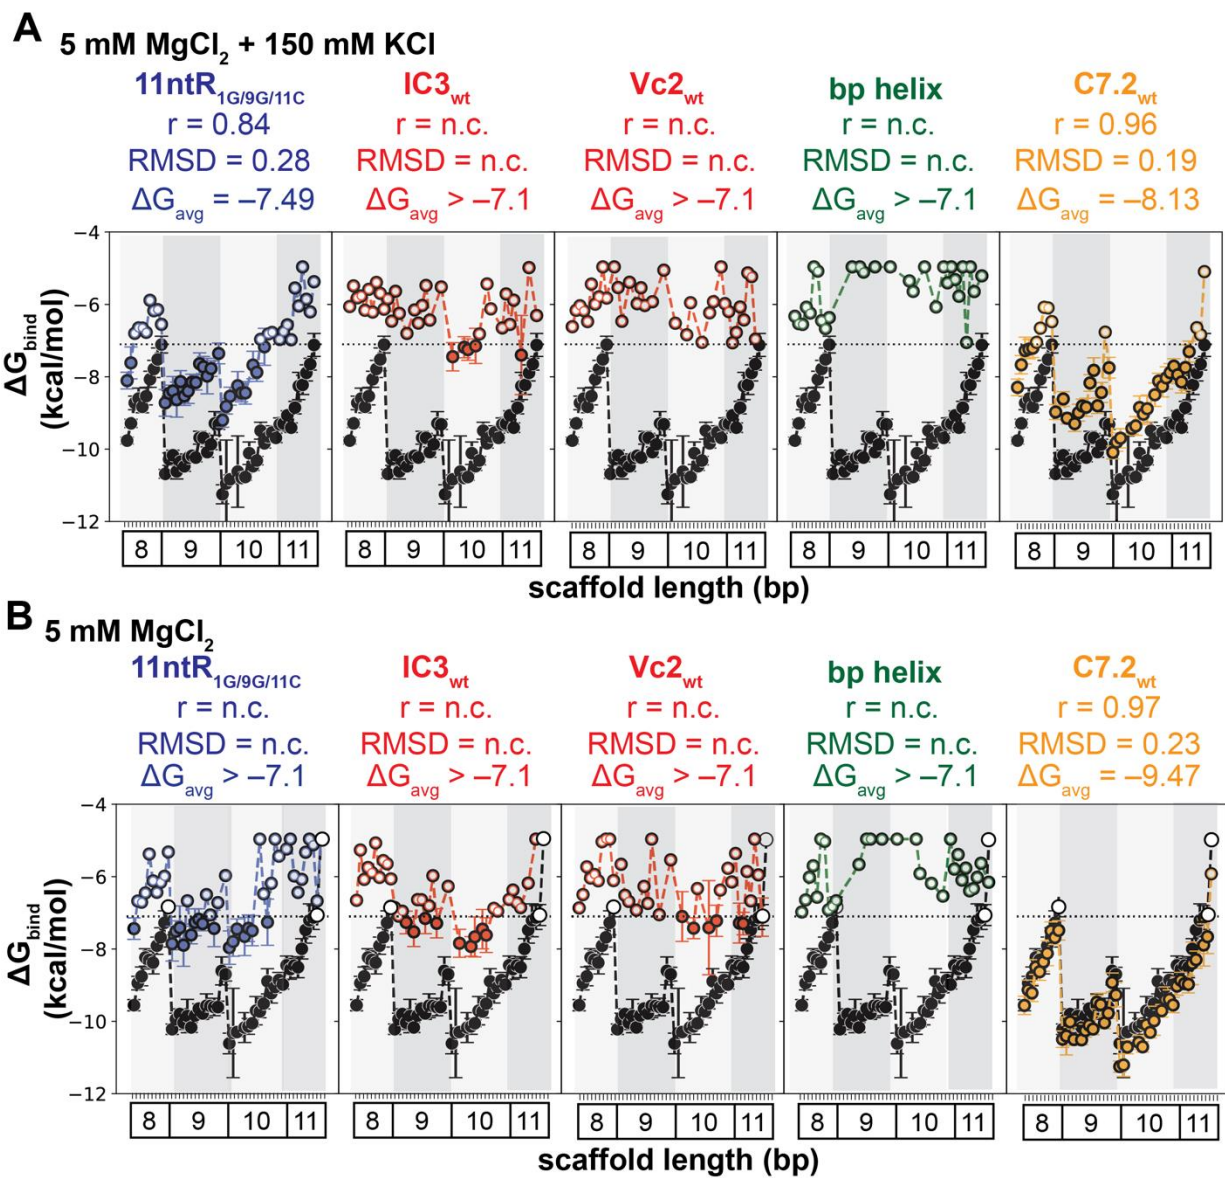 A
5 mM MgCl₂ + 150 mM KCl
11ntR₁G/9G/11C IC3wt Vc2wt bp helix C7.2wt
r = 0.84 r = n.c. r = n.c. r = n.c. r = 0.96
RMSD = 0.28 RMSD = n.c. RMSD = n.c. RMSD = n.c. RMSD = 0.19
ΔGavg = –7.49 ΔGavg > –7.1 ΔGavg > –7.1 ΔGavg > –7.1 ΔGavg = –8.13
ΔGbind
(kcal/mol)
−4
−6
−8
−10
−12
8 9 10 11 8 9 10 11 8 9 10 11 8 9 10 11 8 9 10 11
scaffold length (bp)
B
5 mM MgCl₂
11ntR₁G/9G/11C IC3wt Vc2wt bp helix C7.2wt
r = n.c. r = n.c. r = n.c. r = n.c. r = 0.97
RMSD = n.c. RMSD = n.c. RMSD = n.c. RMSD = n.c. RMSD = 0.23
ΔGavg > –7.1 ΔGavg > –7.1 ΔGavg > –7.1 ΔGavg > –7.1 ΔGavg = –9.47
ΔGbind
(kcal/mol)
−4
−6
−8
−10
−12
8 9 10 11 8 9 10 11 8 9 10 11 8 9 10 11 8 9 10 11
scaffold length (bp)